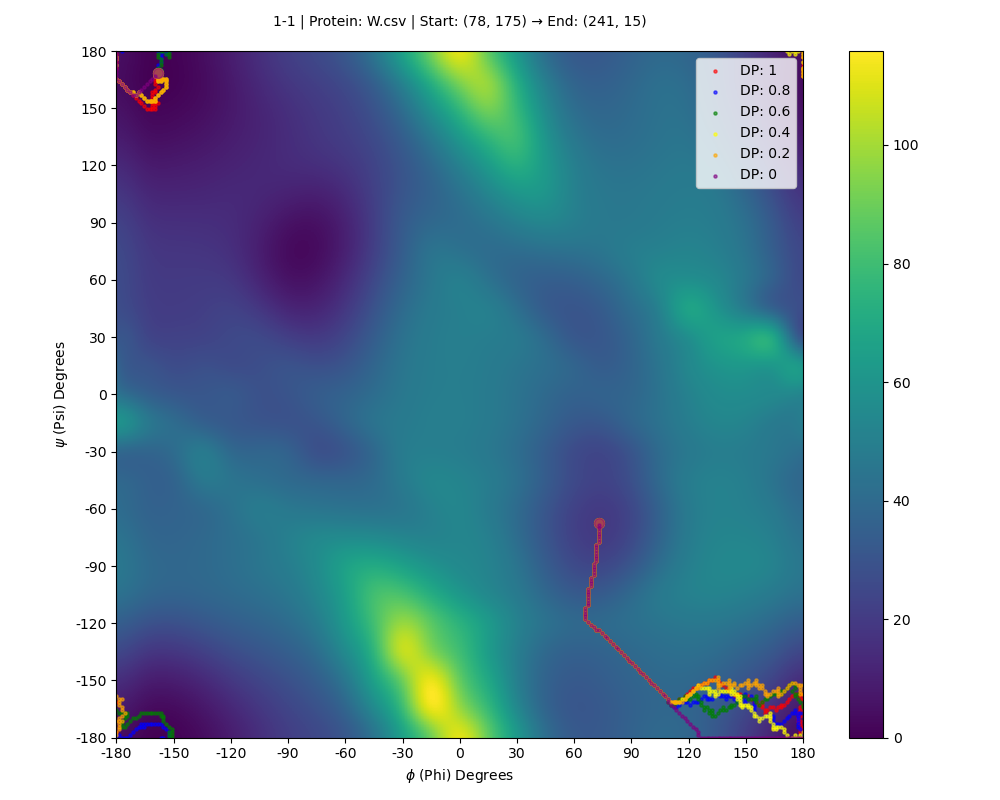 1-1 | Protein: W.csv | Start: (78, 175) → End: (241, 15)
180
150
120
90
60
30
0
-30
-60
-90
-120
-150
-180
ψ (Psi) Degrees
-180 -150 -120 -90 -60 -30 0 30 60 90 120 150 180
ϕ (Phi) Degrees
DP: 1
DP: 0.8
DP: 0.6
DP: 0.4
DP: 0.2
DP: 0
100
80
60
40
20
0